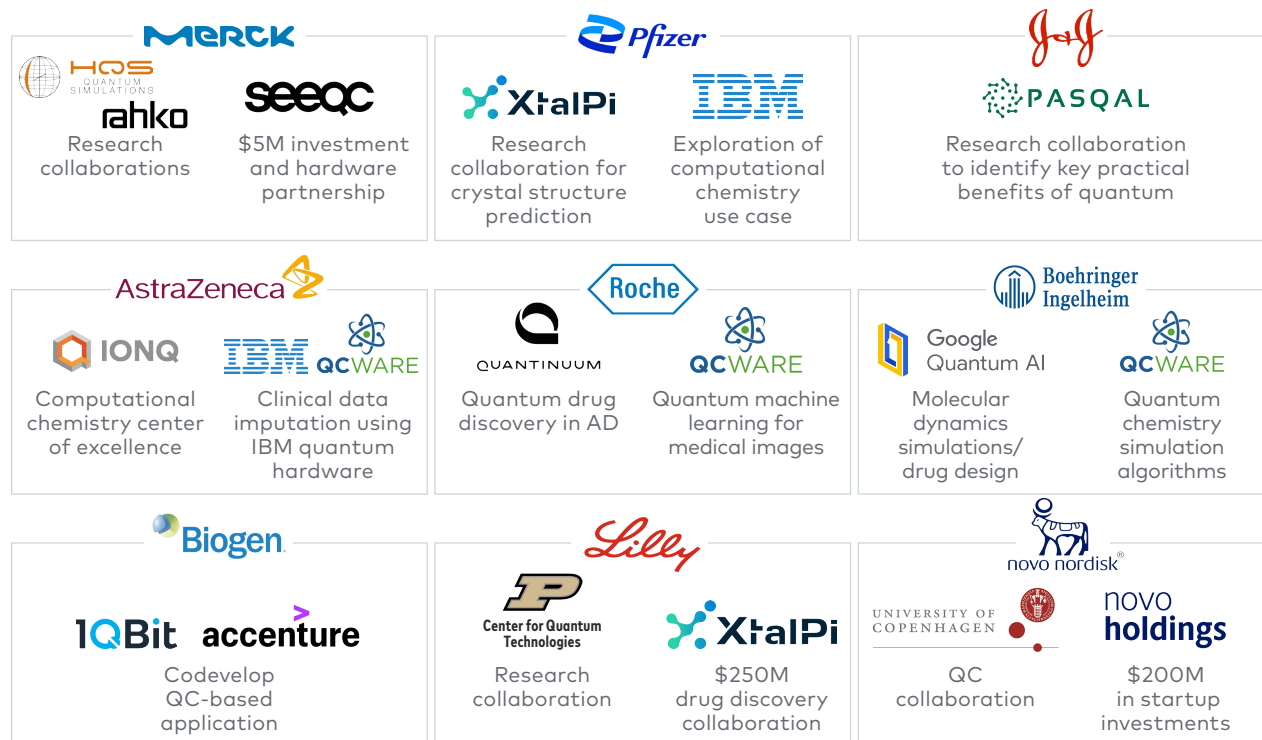 MERCK
HQS
QUANTUM
SIMULATIONS
rahko
Research
collaborations
seeqc
$5M investment
and hardware
partnership
Pfizer
XtalPi
Research
collaboration for
crystal structure
prediction
IBM
Exploration of
computational
chemistry
use case
J&J
PASQAL
Research collaboration
to identify key practical
benefits of quantum
AstraZeneca
IONQ
Computational
chemistry center
of excellence
IBM QCWARE
Clinical data
imputation using
IBM quantum
hardware
Roche
QUANTINUUM
Quantum drug
discovery in AD
QCWARE
Quantum machine
learning for
medical images
Boehringer
Ingelheim
Google
Quantum AI
Molecular
dynamics
simulations/
drug design
QCWARE
Quantum
chemistry
simulation
algorithms
Biogen
1QBit accenture
Codevelop
QC-based
application
Lilly
P
Center for Quantum
Technologies
Research
collaboration
XtalPi
$250M
drug discovery
collaboration
novo nordisk®
UNIVERSITY OF
COPENHAGEN
QC
collaboration
novo
holdings
$200M
in startup
investments